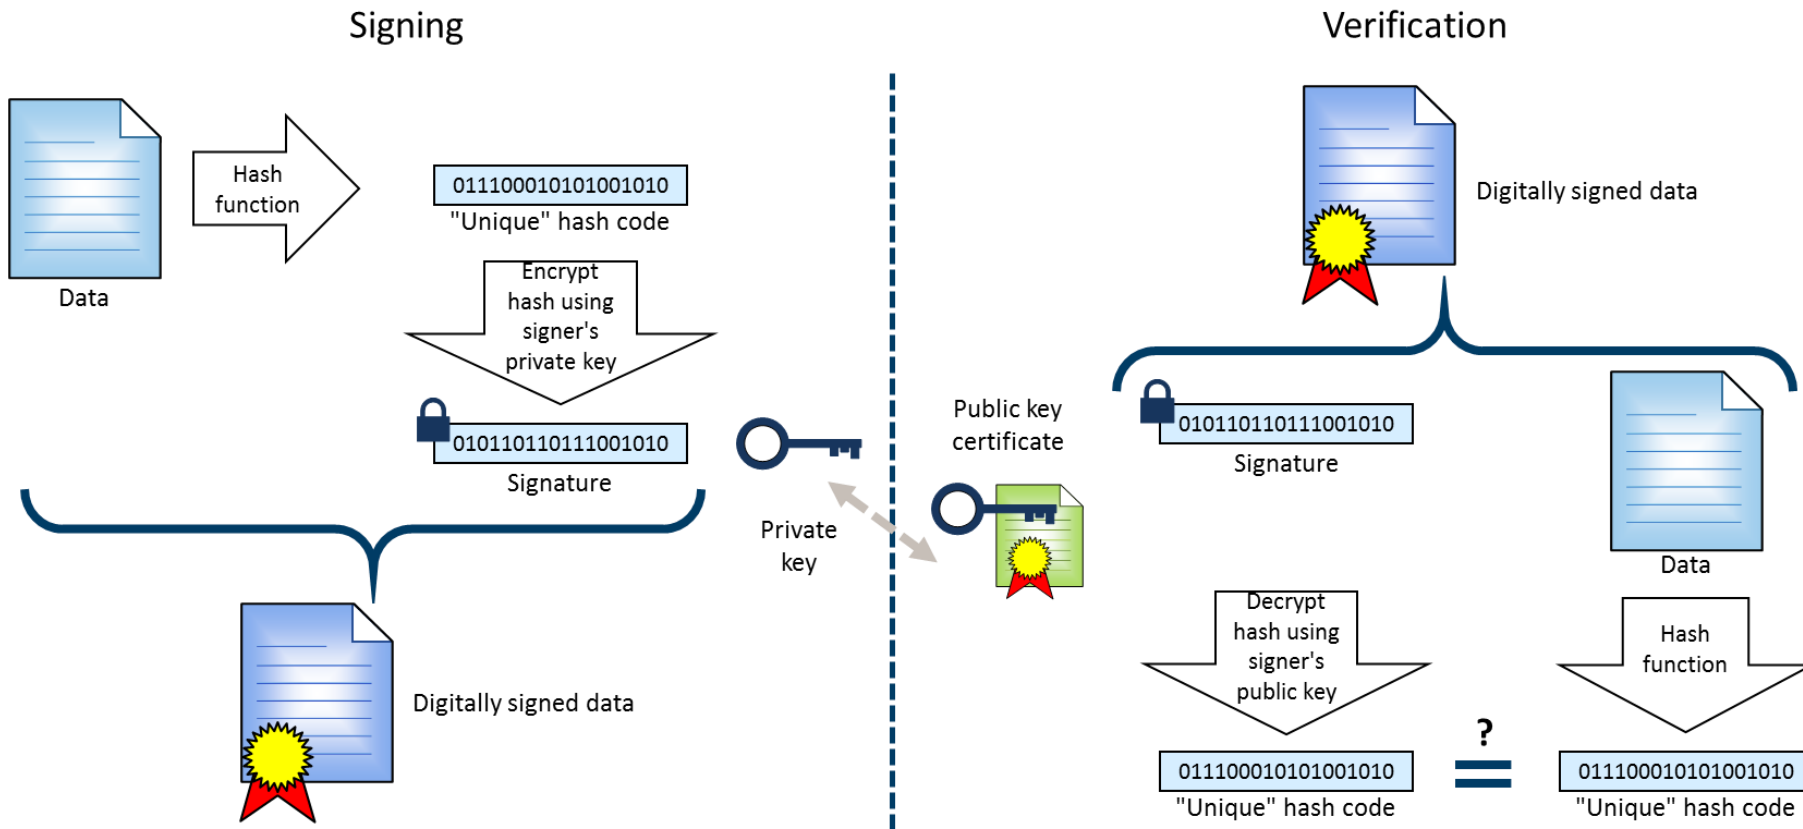 Signing
Hash
function
Data
011100010101001010
"Unique" hash code
Encrypt
hash using
signer's
private key
010110110111001010
Signature
Private
key
Digitally signed data
Verification
Digitally signed data
Public key
certificate
010110110111001010
Signature
Data
Decrypt
hash using
signer's
public key
Hash
function
011100010101001010
"Unique" hash code
?
011100010101001010
"Unique" hash code